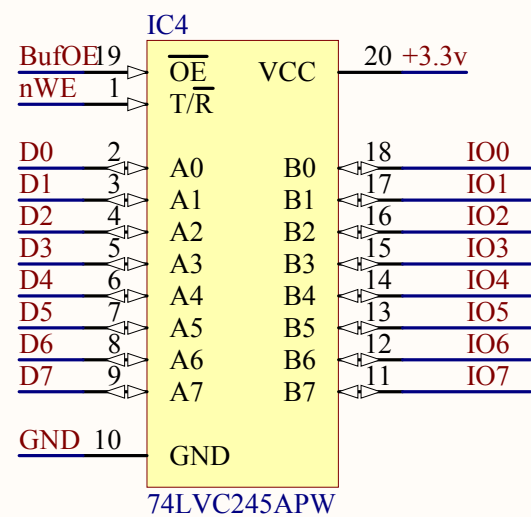 IC4
BufOE 19 OE VCC 20 +3.3v
nWE 1 T/R
D0 2 A0 B0 18 IO0
D1 3 A1 B1 17 IO1
D2 4 A2 B2 16 IO2
D3 5 A3 B3 15 IO3
D4 6 A4 B4 14 IO4
D5 7 A5 B5 13 IO5
D6 8 A6 B6 12 IO6
D7 9 A7 B7 11 IO7
GND 10 GND
74LVC245APW